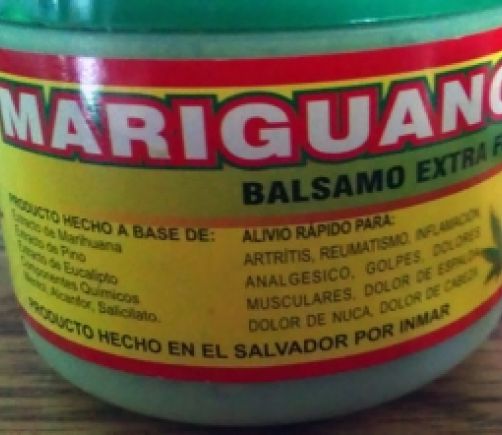 MARIGUANO
BALSAMO EXTRA F
PRODUCTO HECHO A BASE DE:
Extracto de Marihuana
Extracto de Pino
Extracto de Eucalipto
Componentes Químicos
Mentol, Alcanfor, Salicilato.
ALIVIO RÁPIDO PARA:
ARTRÍTIS, REUMATISMO, INFLAMACIÓN
ANALGESICO, GOLPES, DOLORES
MUSCULARES, DOLOR DE ESPALDA
DOLOR DE NUCA, DOLOR DE CABEZA
PRODUCTO HECHO EN EL SALVADOR POR INMAR